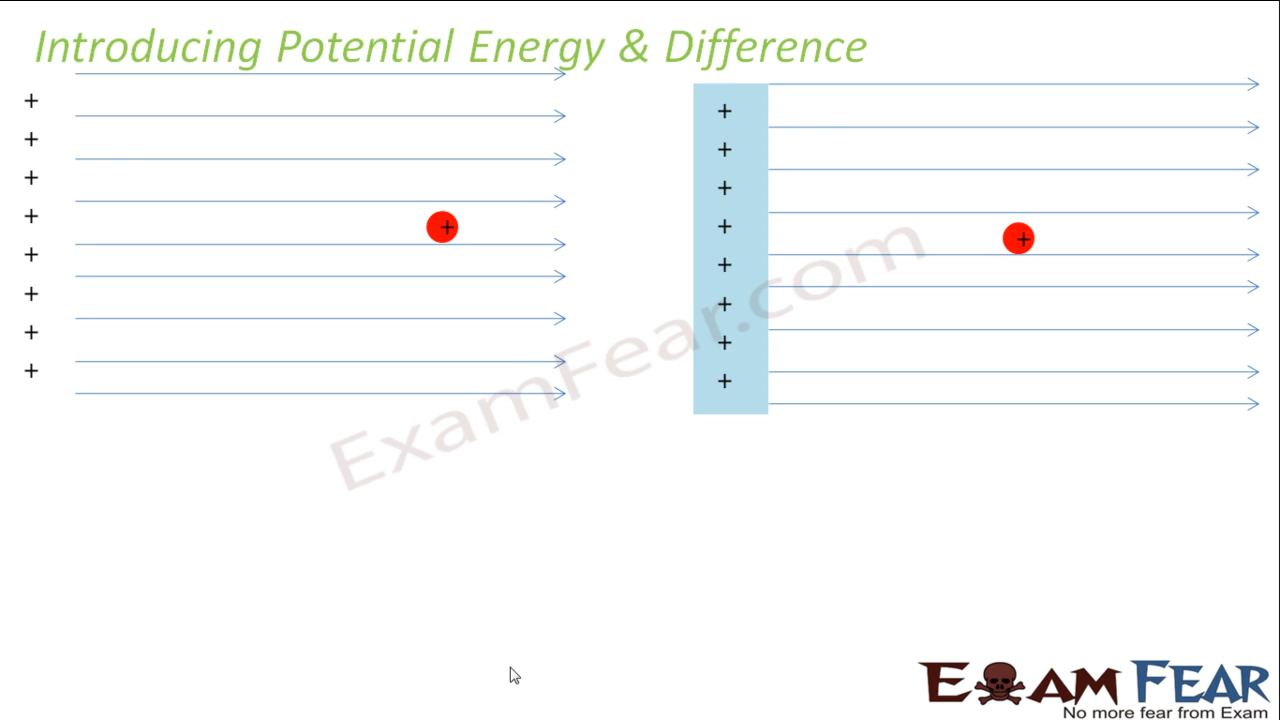 Introducing Potential Energy & Difference
+ +
+ +
+ +
+ +
+ +
+ +
+ +
+ +
+ +
ExamFear.com
EXAM FEAR
No more fear from Exam